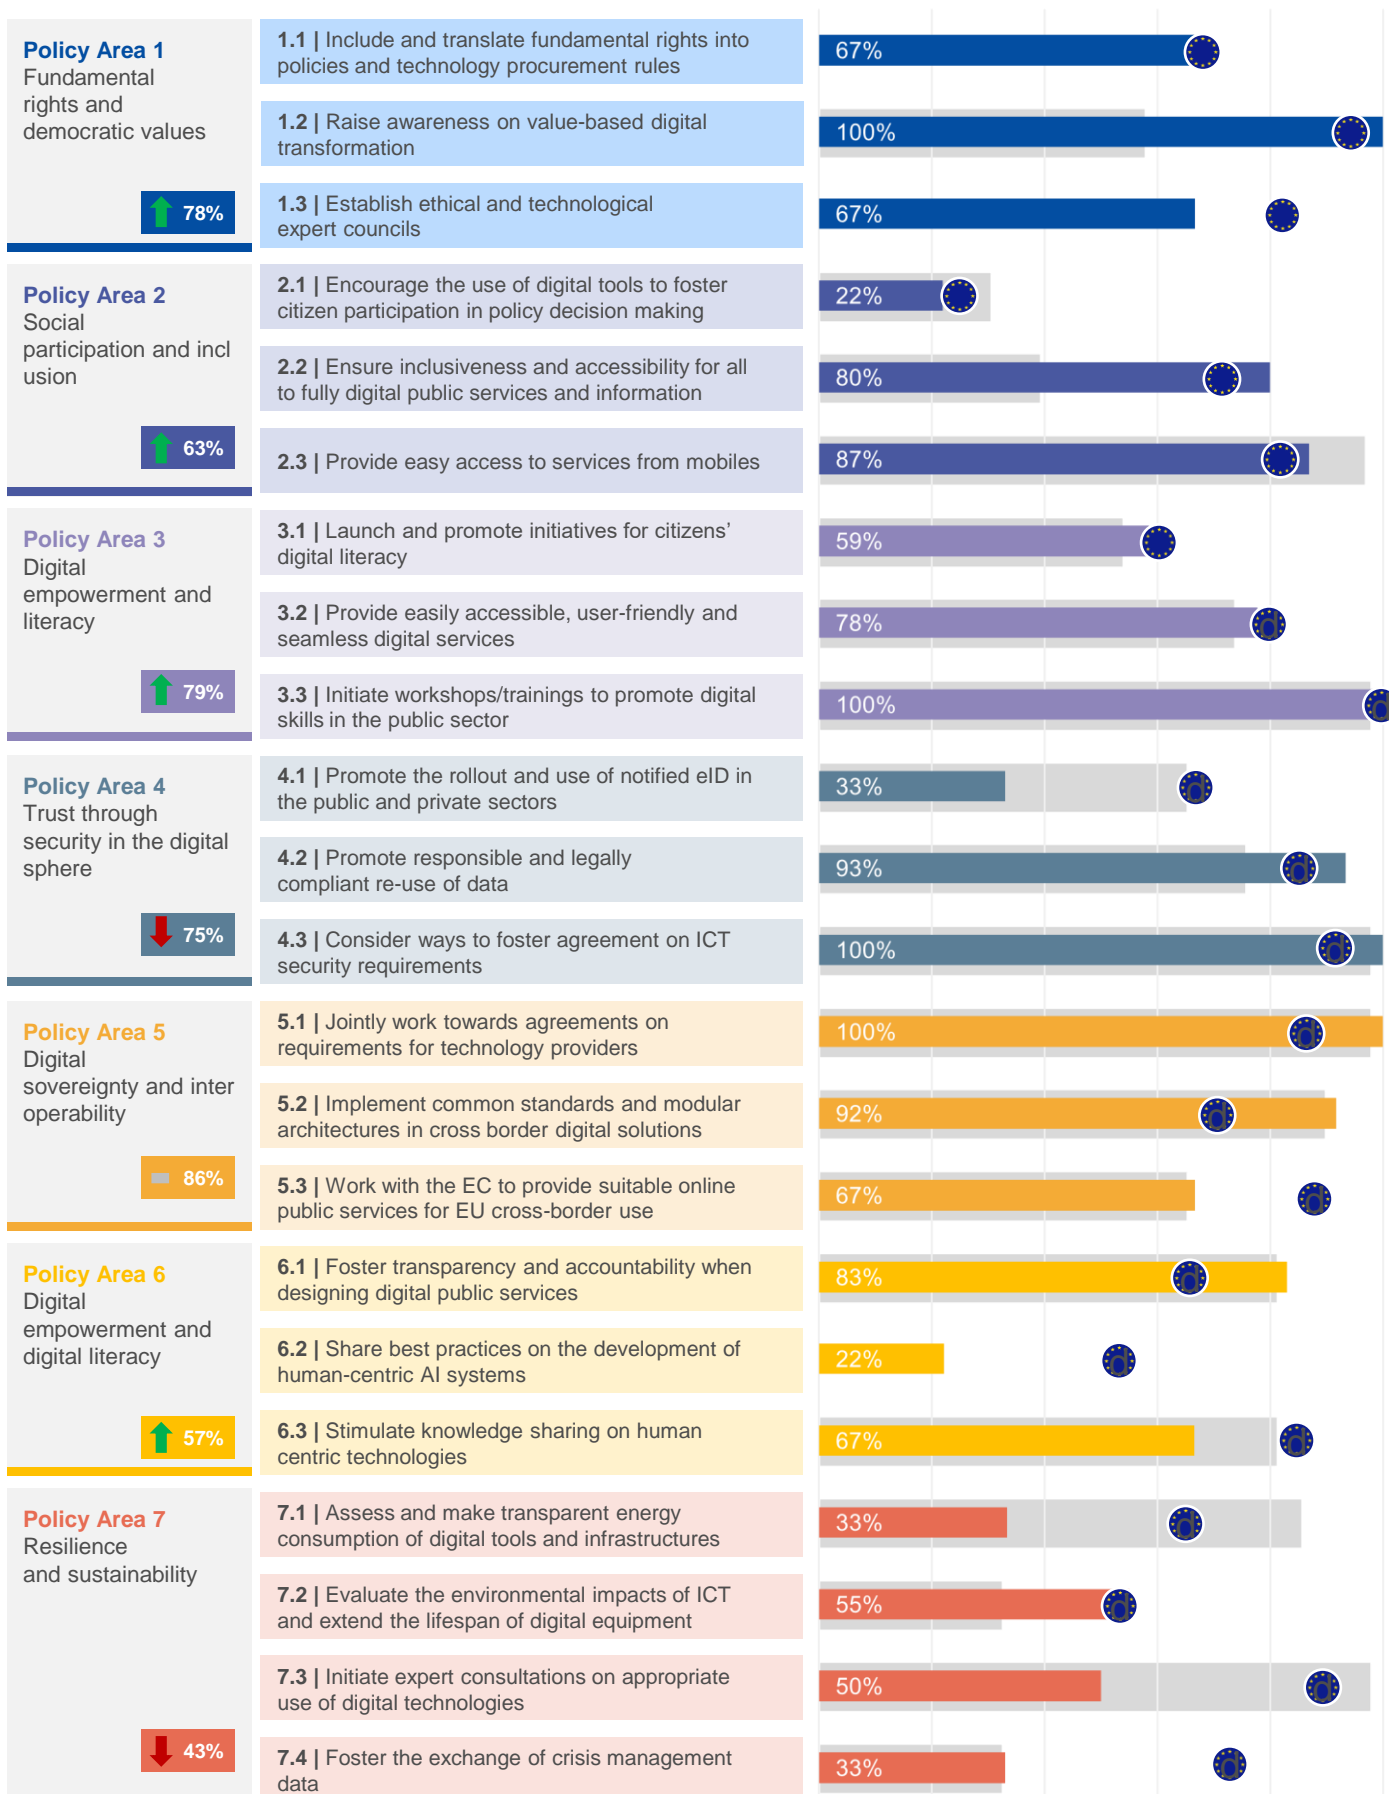 Policy Area 1
Fundamental
rights and
democratic values
78%
1.1 | Include and translate fundamental rights into
policies and technology procurement rules
67%
1.2 | Raise awareness on value-based digital
transformation
100%
1.3 | Establish ethical and technological
expert councils
67%
Policy Area 2
Social
participation and incl
usion
63%
2.1 | Encourage the use of digital tools to foster
citizen participation in policy decision making
22%
2.2 | Ensure inclusiveness and accessibility for all
to fully digital public services and information
80%
2.3 | Provide easy access to services from mobiles
87%
Policy Area 3
Digital
empowerment and
literacy
79%
3.1 | Launch and promote initiatives for citizens’
digital literacy
59%
3.2 | Provide easily accessible, user-friendly and
seamless digital services
78%
d
3.3 | Initiate workshops/trainings to promote digital
skills in the public sector
100%
d
Policy Area 4
Trust through
security in the digital
sphere
75%
4.1 | Promote the rollout and use of notified eID in
the public and private sectors
33%
d
4.2 | Promote responsible and legally
compliant re-use of data
93%
d
4.3 | Consider ways to foster agreement on ICT
security requirements
100%
d
Policy Area 5
Digital
sovereignty and inter
operability
86%
5.1 | Jointly work towards agreements on
requirements for technology providers
100%
d
5.2 | Implement common standards and modular
architectures in cross border digital solutions
92%
d
5.3 | Work with the EC to provide suitable online
public services for EU cross-border use
67%
d
Policy Area 6
Digital
empowerment and
digital literacy
57%
6.1 | Foster transparency and accountability when
designing digital public services
83%
d
6.2 | Share best practices on the development of
human-centric AI systems
22%
d
6.3 | Stimulate knowledge sharing on human
centric technologies
67%
d
Policy Area 7
Resilience
and sustainability
43%
7.1 | Assess and make transparent energy
consumption of digital tools and infrastructures
33%
d
7.2 | Evaluate the environmental impacts of ICT
and extend the lifespan of digital equipment
55%
d
7.3 | Initiate expert consultations on appropriate
use of digital technologies
50%
d
7.4 | Foster the exchange of crisis management
data
33%
d